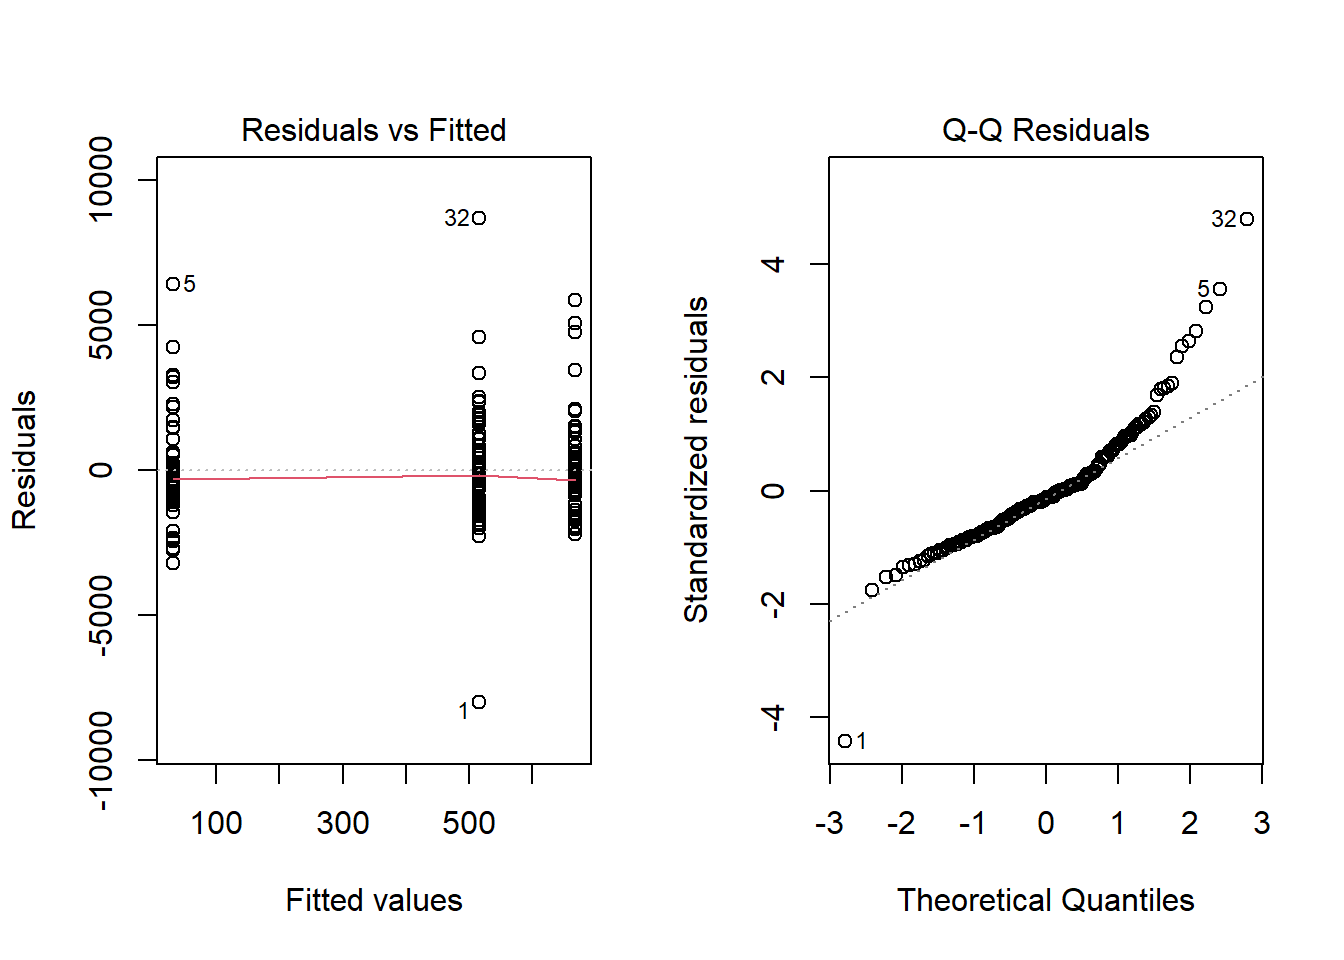 Residuals vs Fitted
10000
5000
0
-5000
-10000
Residuals
32
5
1
100 300 500
Fitted values
Q-Q Residuals
4
2
0
-2
-4
Standardized residuals
32
5
1
-3 -2 -1 0 1 2 3
Theoretical Quantiles